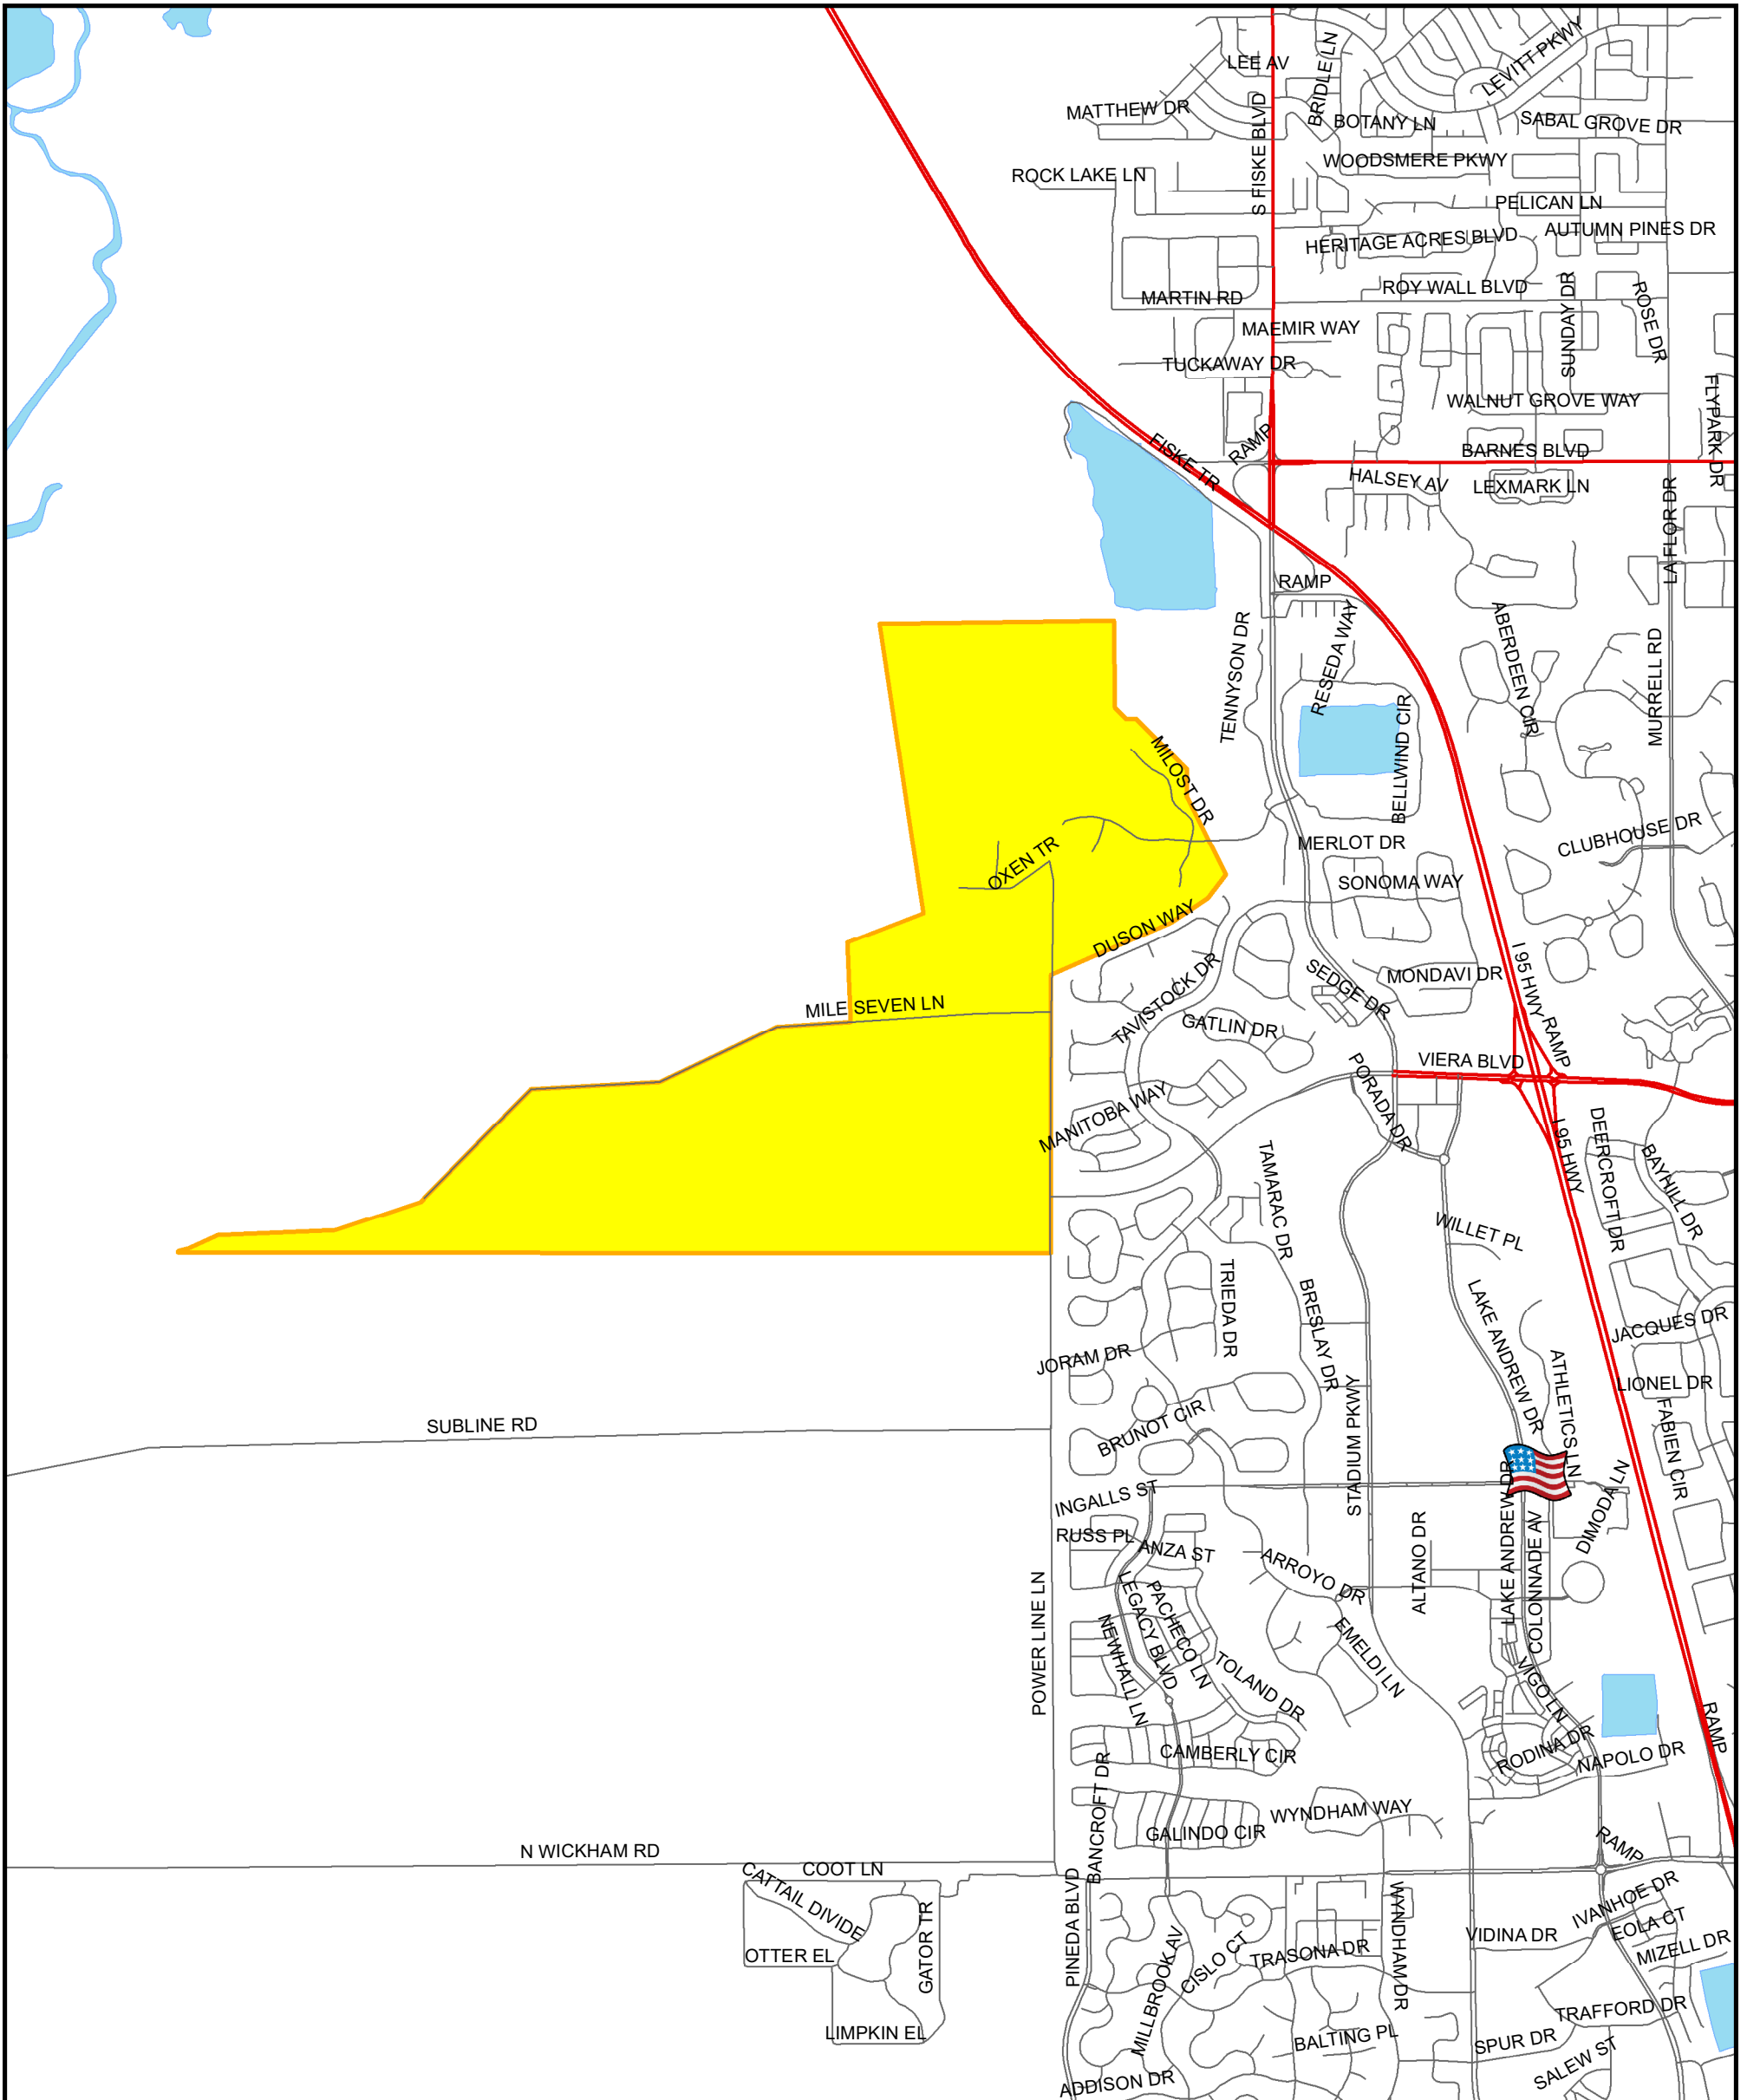 LEE AV
BRIDLE LN
LEVITT PKWY
MATTHEW DR
S FISKE BLVD
BOTANY LN
SABAL GROVE DR
WOODSMERE PKWY
ROCK LAKE LN
PELICAN LN
HERITAGE ACRES BLVD
AUTUMN PINES DR
MARTIN RD
ROY WALL BLVD
SUNDAY DR
ROSE DR
MAEMIR WAY
TUCKAWAY DR
WALNUT GROVE WAY
FLYPARK DR
FISKE TR
RAMP
BARNES BLVD
HALSEY AV
LEXMARK LN
LA FLOR DR
RAMP
TENNYSON DR
RESEDA WAY
ABERDEEN CIR
MURRELL RD
BELLWIND CIR
MILOST DR
MERLOT DR
CLUBHOUSE DR
OXEN TR
SONOMA WAY
DUSON WAY
I 95 HWY
SEDGE DR
MONDAVI DR
TAVISTOCK DR
MILE SEVEN LN
GATLIN DR
RAMP
VIERA BLVD
PORADA DR
MANITOBA WAY
I 95 HWY
DEERCROFT DR
BAYHILL DR
TAMARAC DR
WILLET PL
TRIEDA DR
BRESLAY DR
LAKE ANDREW DR
JACQUES DR
JORAM DR
ATHLETICS LN
LIONEL DR
STADIUM PKWY
FABIEN CIR
BRUNOT CIR
SUBLINE RD
LAKE ANDREW DR
DIMODA LN
INGALLS ST
RUSS PL
ANZA ST
ALTANO DR
COLONNADE AV
ARROYO DR
POWER LINE LN
LEGACY BLVD
PACHECO LN
NEWHALL LN
EMELDI LN
TOLAND DR
VIGO LN
RAMP
RODINA DR
NAPOLO DR
CAMBERLY CIR
BANCROFT DR
WYNDHAM WAY
GALINDO CIR
RAMP
N WICKHAM RD
COOT LN
CATTAIL DIVIDE
PINEDA BLVD
WYNDHAM DR
IVANHOE DR
GATOR TR
VIDINA DR
EOLA CT
MIZELL DR
OTTER EL
MILLBROOK AV
CISLO CT
TRASONA DR
TRAFFORD DR
LIMPKIN EL
BALTING PL
SPUR DR
SALEW ST
ADDISON DR